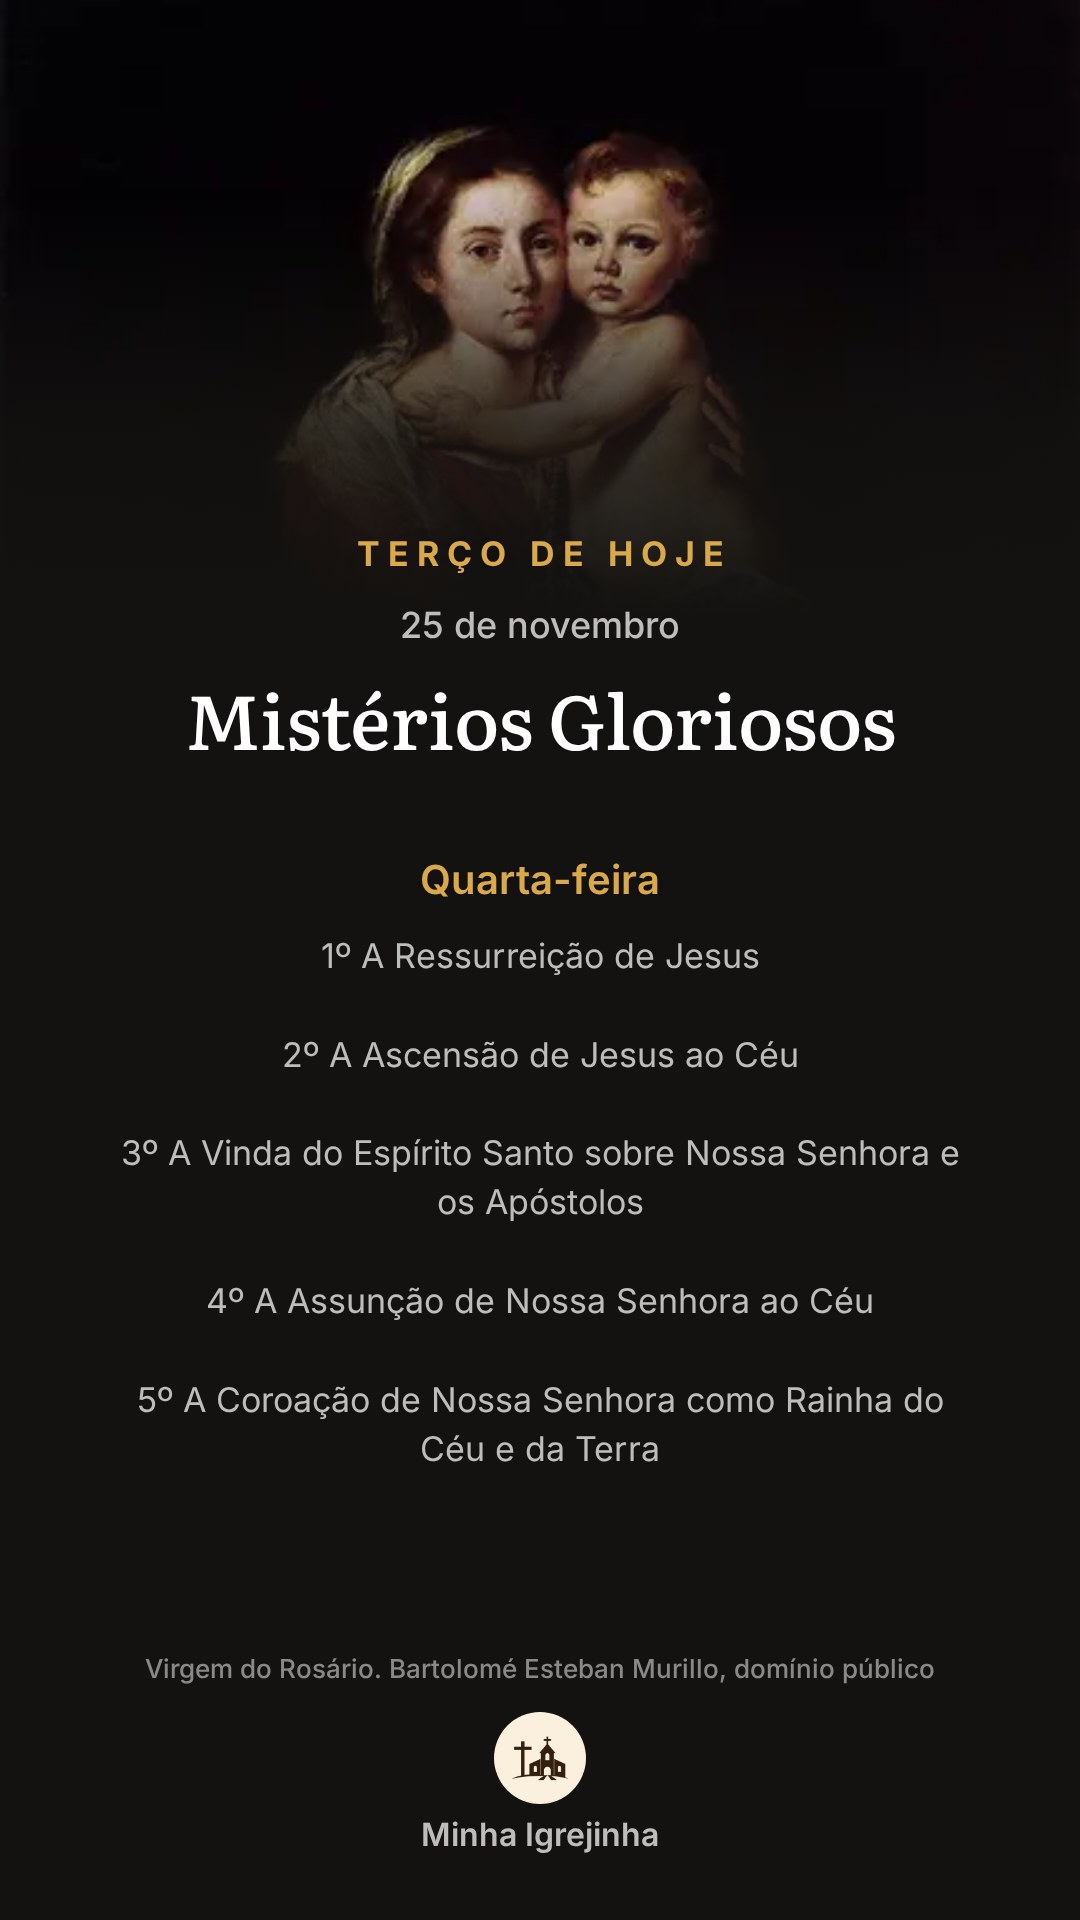 TERÇO DE HOJE
25 de novembro
Mistérios Gloriosos
Quarta-feira
1º A Ressurreição de Jesus
2º A Ascensão de Jesus ao Céu
3º A Vinda do Espírito Santo sobre Nossa Senhora e
os Apóstolos
4º A Assunção de Nossa Senhora ao Céu
5º A Coroação de Nossa Senhora como Rainha do
Céu e da Terra
Virgem do Rosário. Bartolomé Esteban Murillo, domínio público
Minha Igrejinha